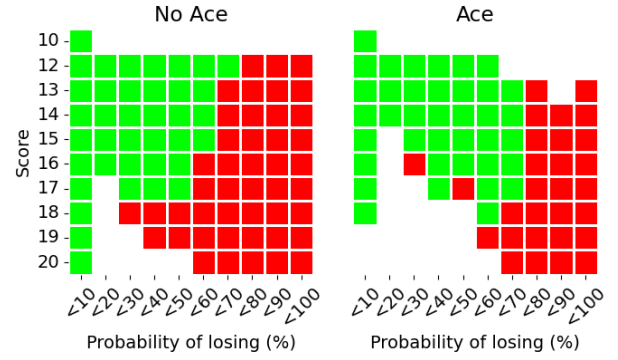 No Ace
Ace
Score
10
12
13
14
15
16
17
18
19
20
<10 <20 <30 <40 <50 <60 <70 <80 <90 <100
<10 <20 <30 <40 <50 <60 <70 <80 <90 <100
Probability of losing (%)
Probability of losing (%)